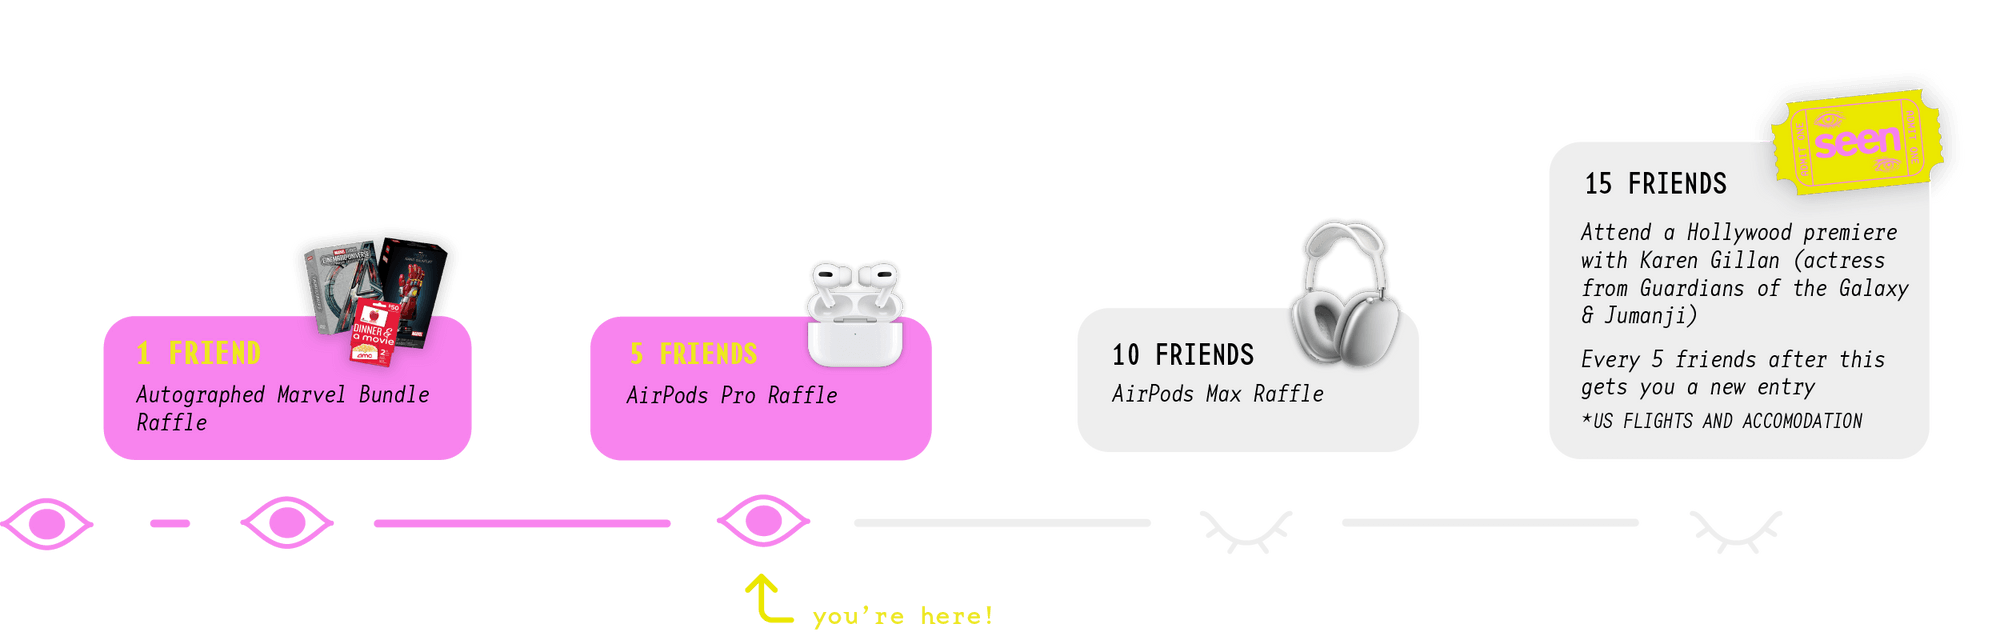 1 FRIEND
Autographed Marvel Bundle
Raffle
MARVEL
DINNER &
a movie
amc
$50
5 FRIENDS
AirPods Pro Raffle
10 FRIENDS
AirPods Max Raffle
ADMIT ONE
seen
ADMIT ONE
15 FRIENDS
Attend a Hollywood premiere
with Karen Gillan (actress
from Guardians of the Galaxy
& Jumanji)
Every 5 friends after this
gets you a new entry
*US FLIGHTS AND ACCOMODATION
you're here!